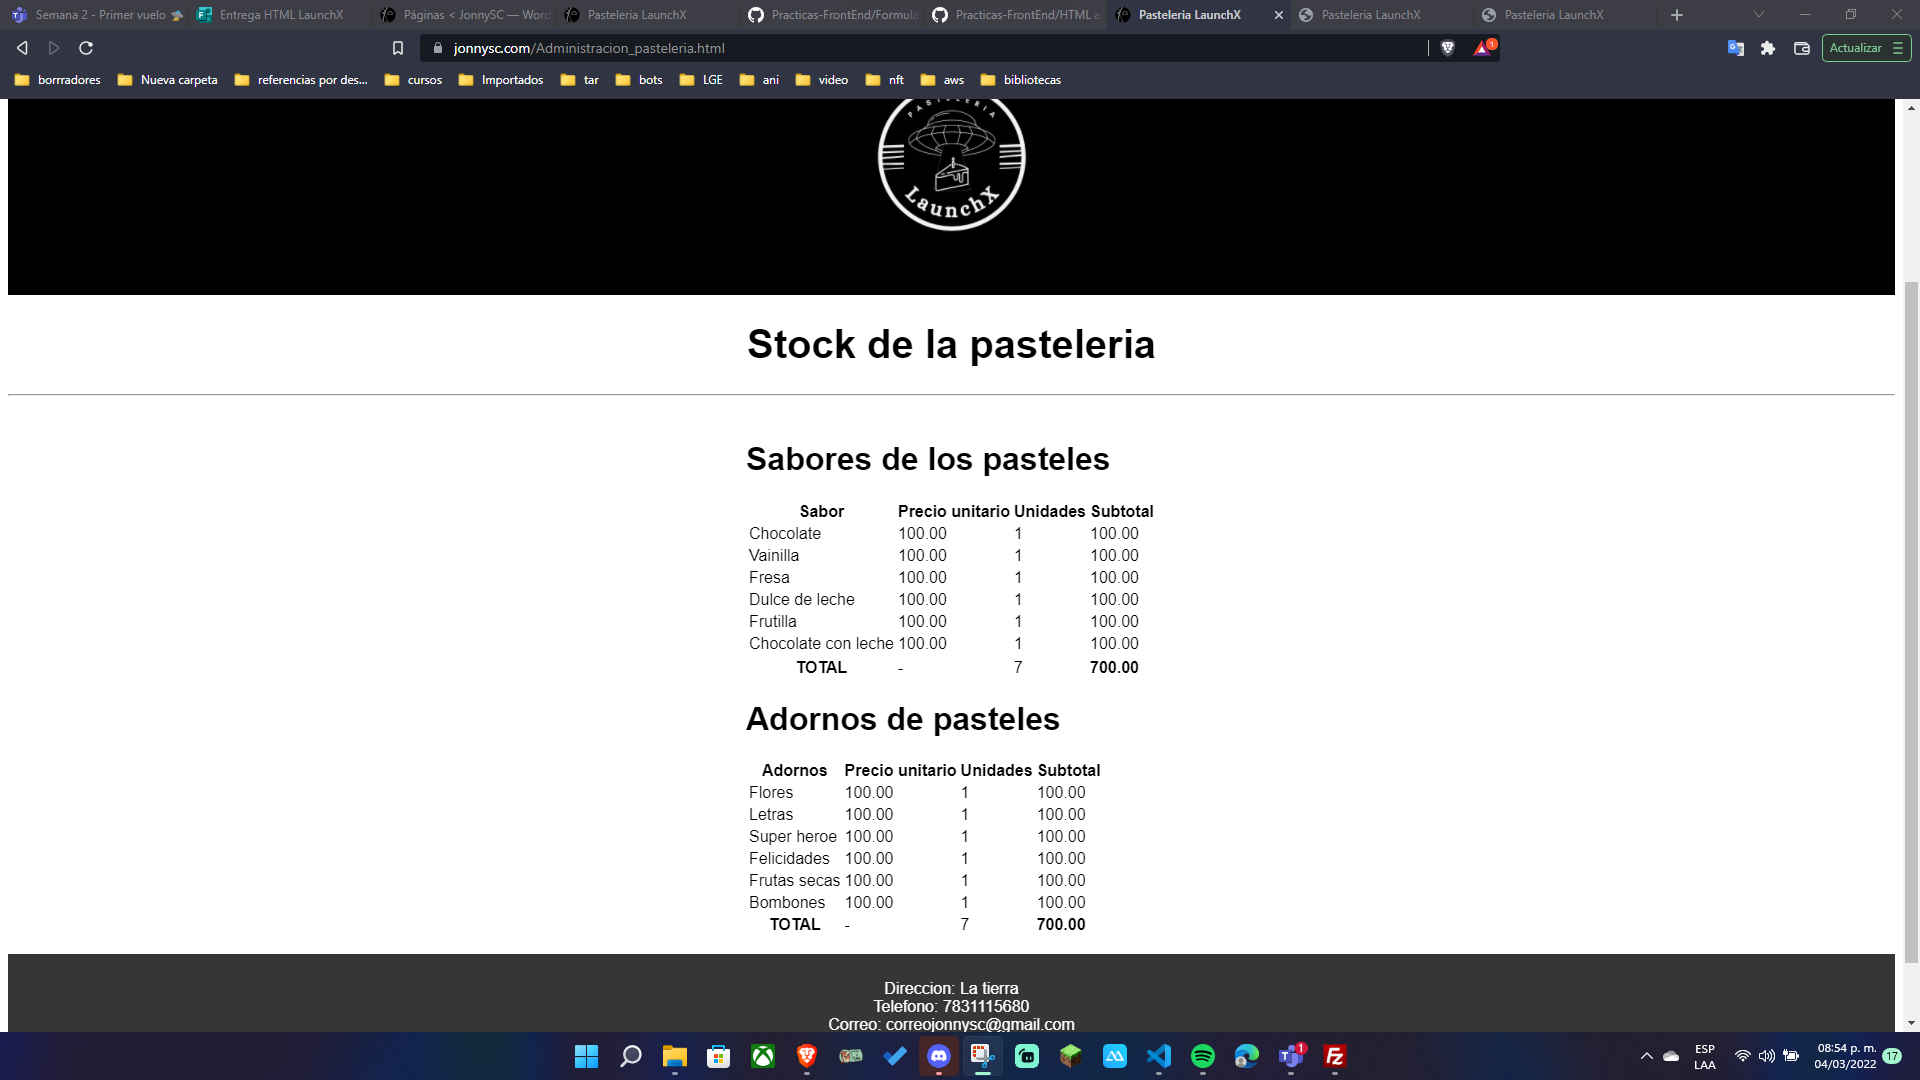 Semana 2 - Primer vuelo
Entrega HTML LaunchX
Páginas < JonnySC — Word
Pasteleria LaunchX
Practicas-FrontEnd/Formula
Practicas-FrontEnd/HTML a
Pasteleria LaunchX
Pasteleria LaunchX
Pasteleria LaunchX
jonnysc.com/Administracion_pasteleria.html
1
Actualizar
borrradores
Nueva carpeta
referencias por des...
cursos
Importados
tar
bots
LGE
ani
video
nft
aws
bibliotecas
PASTELERIA
LaunchX
Stock de la pasteleria
Sabores de los pasteles
Sabor Precio unitario Unidades Subtotal
Chocolate 100.00 1 100.00
Vainilla 100.00 1 100.00
Fresa 100.00 1 100.00
Dulce de leche 100.00 1 100.00
Frutilla 100.00 1 100.00
Chocolate con leche 100.00 1 100.00
TOTAL - 7 700.00
Adornos de pasteles
Adornos Precio unitario Unidades Subtotal
Flores 100.00 1 100.00
Letras 100.00 1 100.00
Super heroe 100.00 1 100.00
Felicidades 100.00 1 100.00
Frutas secas 100.00 1 100.00
Bombones 100.00 1 100.00
TOTAL - 7 700.00
Direccion: La tierra
Telefono: 7831115680
Correo: correojonnysc@gmail.com
1
ESP
LAA
08:54 p. m.
04/03/2022
17